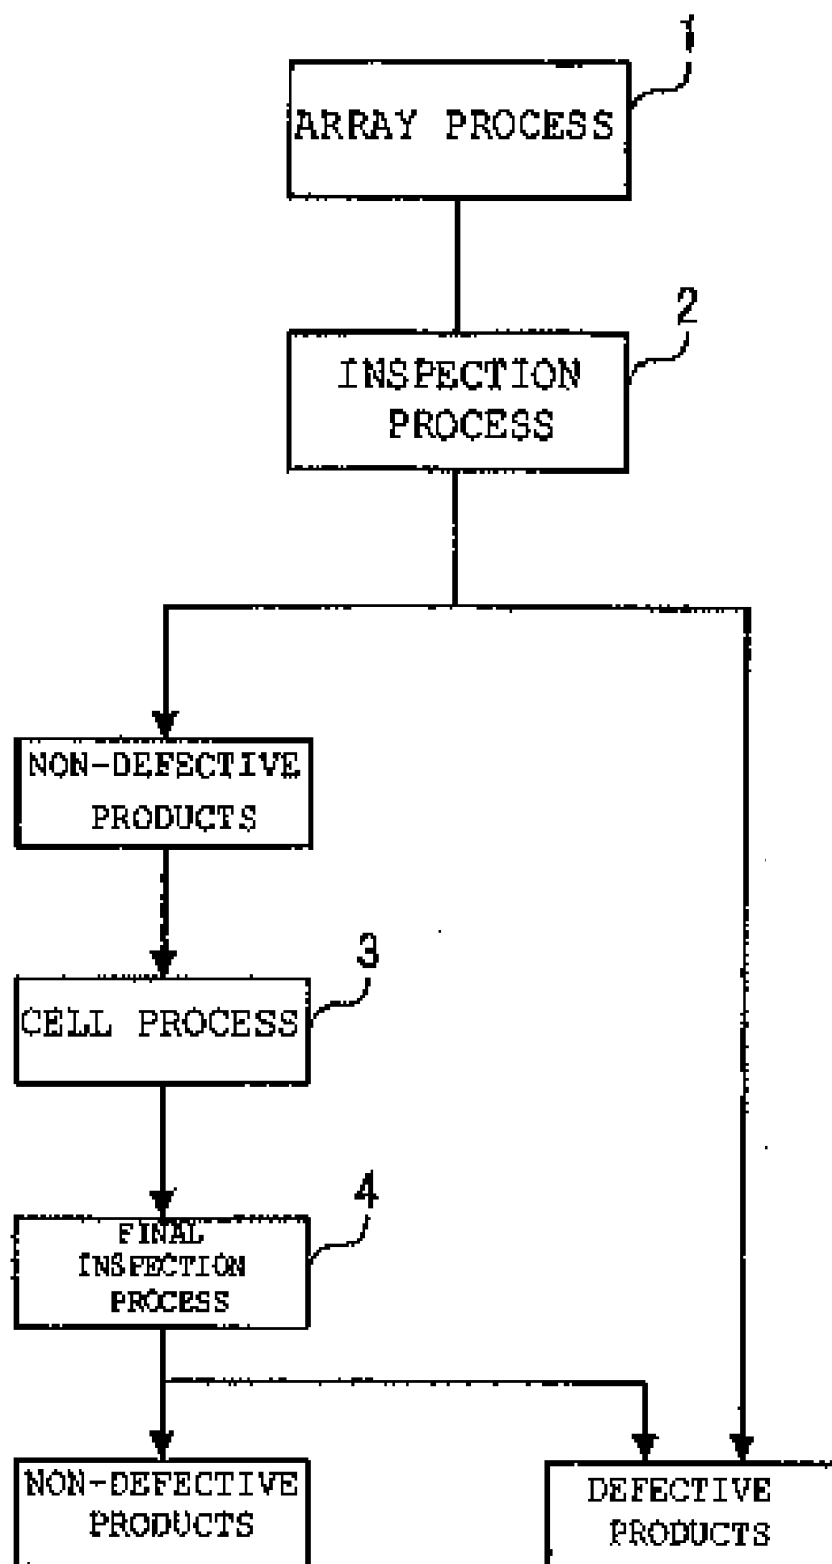 1
ARRAY PROCESS
2
INSPECTION
PROCESS
NON-DEFECTIVE
PRODUCTS
3
CELL PROCESS
4
FINAL
INSPECTION
PROCESS
NON-DEFECTIVE
PRODUCTS
DEFECTIVE
PRODUCTS